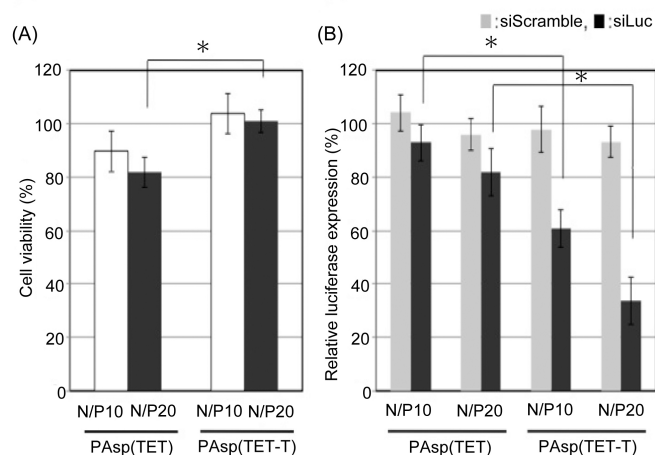 :siScramble, :siLuc
(A)
*
Cell viability (%)
120
100
80
60
40
20
0
N/P10 N/P20 N/P10 N/P20
PAsp(TET) PAsp(TET-T)
(B)
*
*
Relative luciferase expression (%)
120
100
80
60
40
20
0
N/P10 N/P20 N/P10 N/P20
PAsp(TET) PAsp(TET-T)